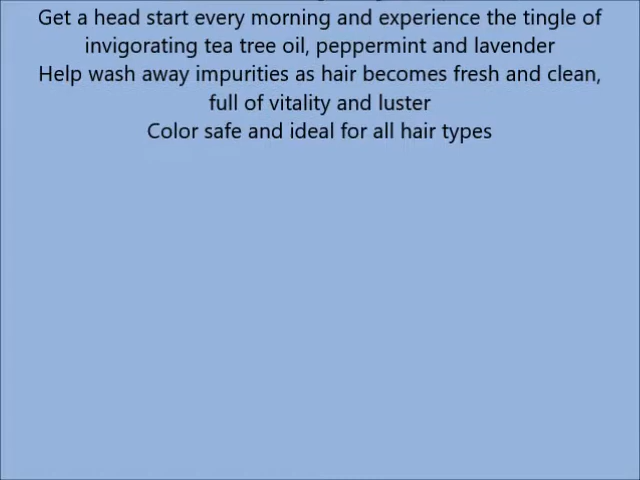 Get a head start every morning and experience the tingle of
invigorating tea tree oil, peppermint and lavender
Help wash away impurities as hair becomes fresh and clean,
full of vitality and luster
Color safe and ideal for all hair types